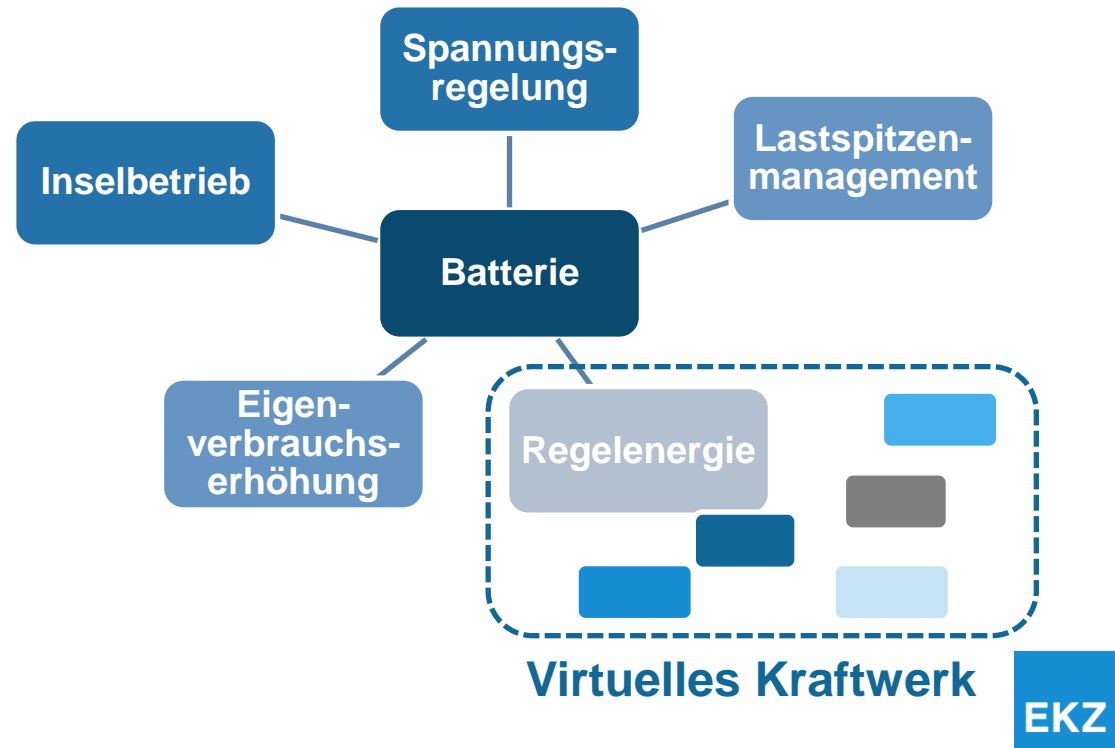 Spannungs-
regelung
Inselbetrieb
Lastspitzen-
management
Batterie
Eigen-
verbrauchs-
erhöhung
Regelenergie
Virtuelles Kraftwerk
EKZ